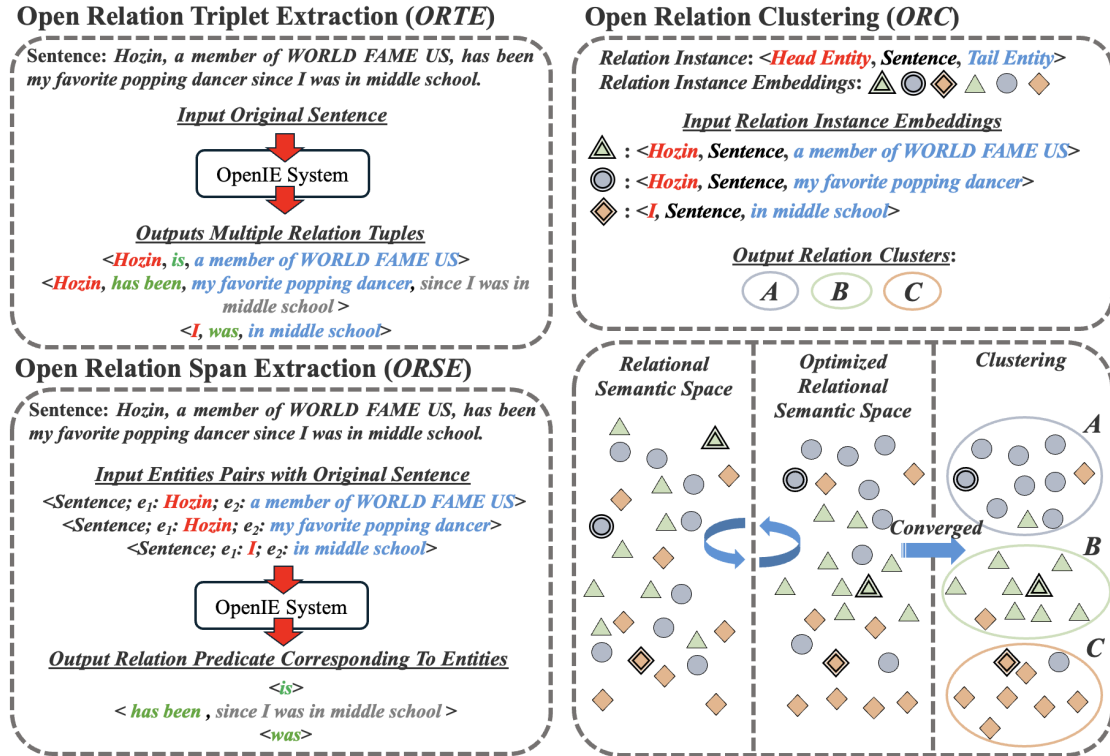 Open Relation Triplet Extraction (ORTE)
Sentence: Hozin, a member of WORLD FAME US, has been
my favorite popping dancer since I was in middle school.
Input Original Sentence
OpenIE System
Outputs Multiple Relation Tuples
<Hozin, is, a member of WORLD FAME US>
<Hozin, has been, my favorite popping dancer, since I was in
middle school >
<I, was, in middle school>
Open Relation Span Extraction (ORSE)
Sentence: Hozin, a member of WORLD FAME US, has been
my favorite popping dancer since I was in middle school.
Input Entities Pairs with Original Sentence
<Sentence; e1: Hozin; e2: a member of WORLD FAME US>
<Sentence; e1: Hozin; e2: my favorite popping dancer>
<Sentence; e1: I; e2: in middle school>
OpenIE System
Output Relation Predicate Corresponding To Entities
<is>
< has been , since I was in middle school >
<was>
Open Relation Clustering (ORC)
Relation Instance: <Head Entity, Sentence, Tail Entity>
Relation Instance Embeddings:
Input Relation Instance Embeddings
: <Hozin, Sentence, a member of WORLD FAME US>
: <Hozin, Sentence, my favorite popping dancer>
: <I, Sentence, in middle school>
Output Relation Clusters:
A B C
Relational
Semantic Space
Optimized
Relational
Semantic Space
Converged
Clustering
A
B
C